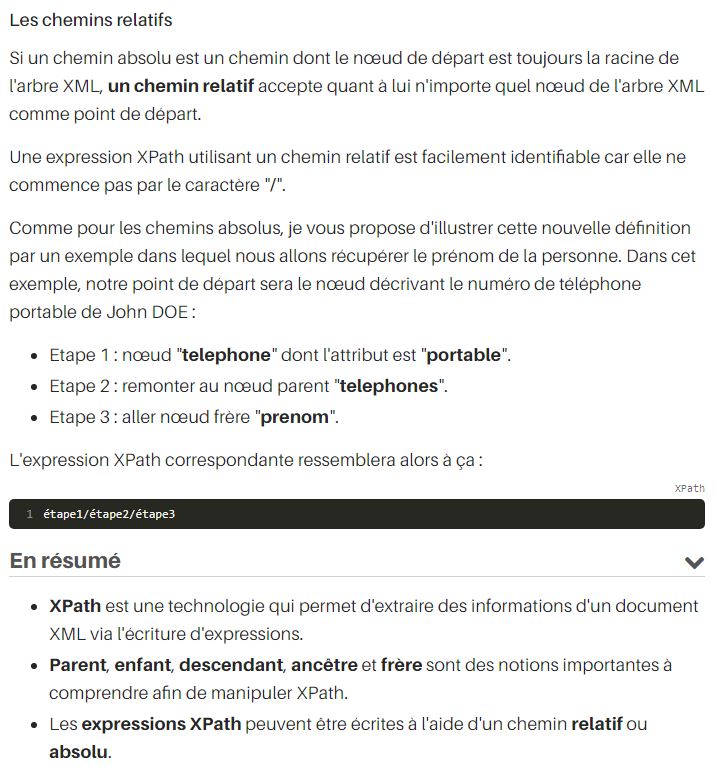 Les chemins relatifs
Si un chemin absolu est un chemin dont le nœud de départ est toujours la racine de
l'arbre XML, un chemin relatif accepte quant à lui n'importe quel nœud de l'arbre XML
comme point de départ.
Une expression XPath utilisant un chemin relatif est facilement identifiable car elle ne
commence pas par le caractère "/".
Comme pour les chemins absolus, je vous propose d'illustrer cette nouvelle définition
par un exemple dans lequel nous allons récupérer le prénom de la personne. Dans cet
exemple, notre point de départ sera le nœud décrivant le numéro de téléphone
portable de John DOE :
• Etape 1 : nœud "telephone" dont l'attribut est "portable".
• Etape 2 : remonter au nœud parent "telephones".
• Etape 3 : aller nœud frère "prenom".
L'expression XPath correspondante ressemblera alors à ça :
XPath
1 étape1/étape2/étape3
En résumé
• XPath est une technologie qui permet d'extraire des informations d'un document
XML via l'écriture d'expressions.
• Parent, enfant, descendant, ancêtre et frère sont des notions importantes à
comprendre afin de manipuler XPath.
• Les expressions XPath peuvent être écrites à l'aide d'un chemin relatif ou
absolu.